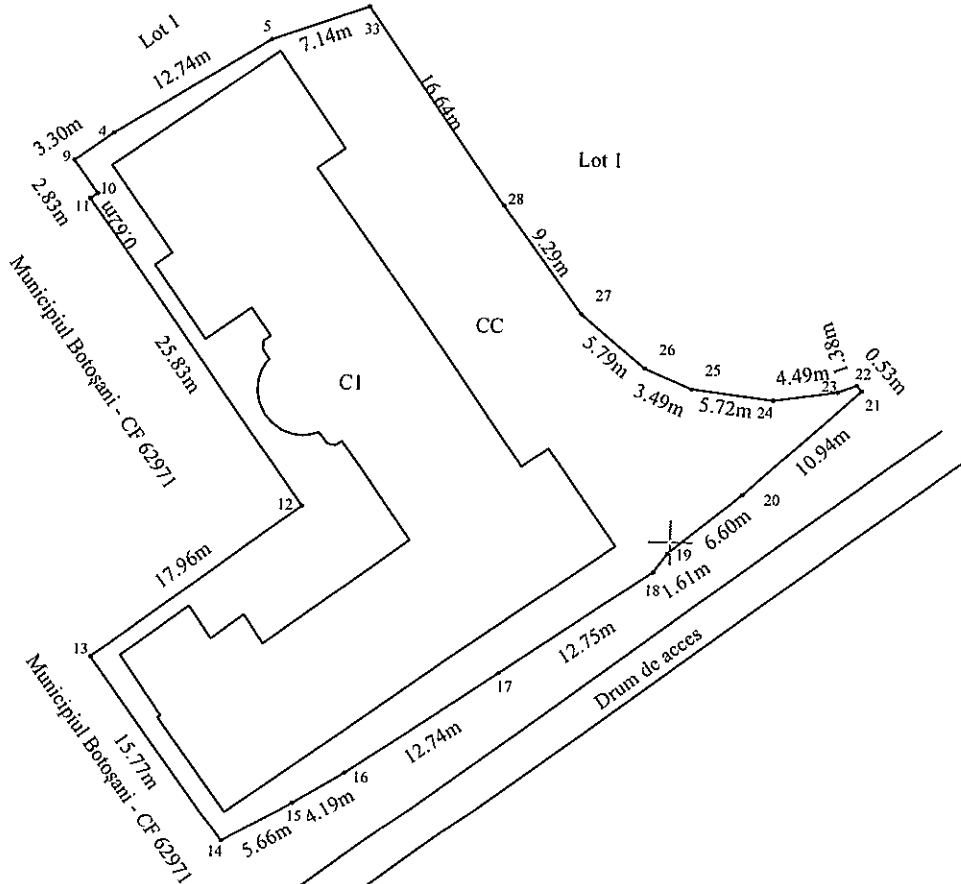 Lot 1
5
7.14m
33
12.74m
16.64m
3.30m
4
9
Lot 1
10
11
2.83m
0.62m
28
9.29m
Municipiul Botoşani - CF 62971
27
CC
25.83m
5.79m
26
C1
25
3.49m
5.72m
24
4.49m
23
1.38m
22
0.53m
21
10.94m
12
20
6.60m
19
17.96m
18
1.61m
13
12.75m
Drum de acces
17
Municipiul Botoşani - CF 62971
15.77m
12.74m
16
15
4.19m
14
5.66m